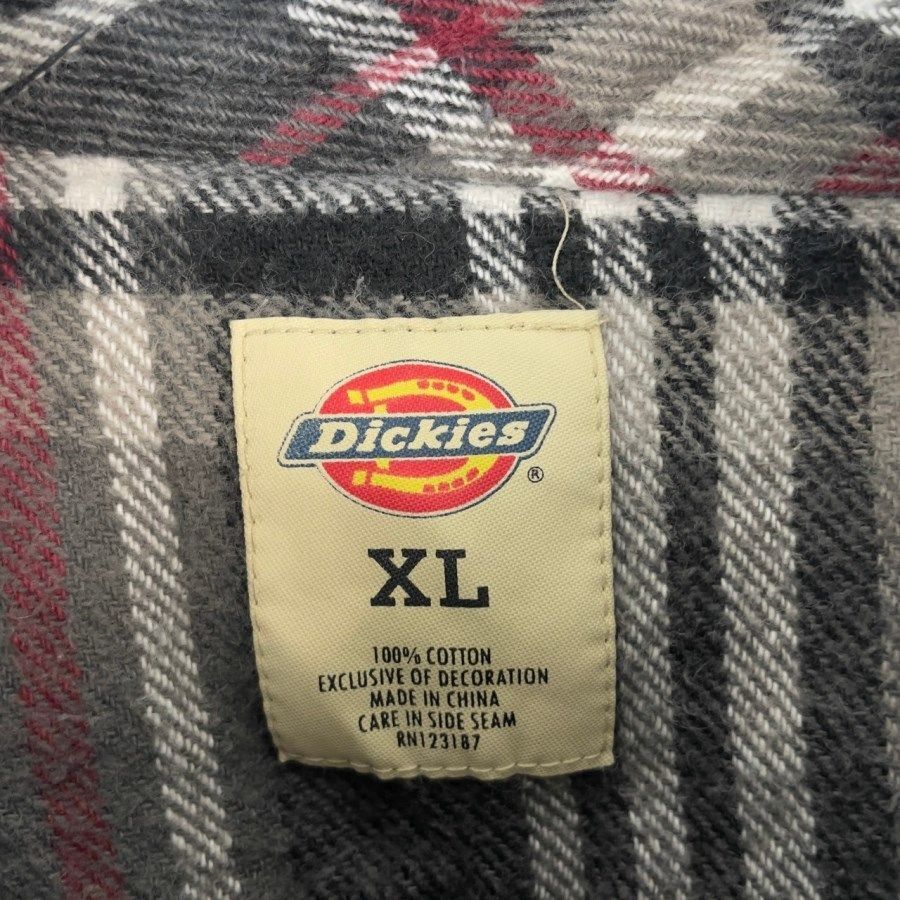 Dickies
®
XL
100% COTTON
EXCLUSIVE OF DECORATION
MADE IN CHINA
CARE IN SIDE SEAM
RN123187